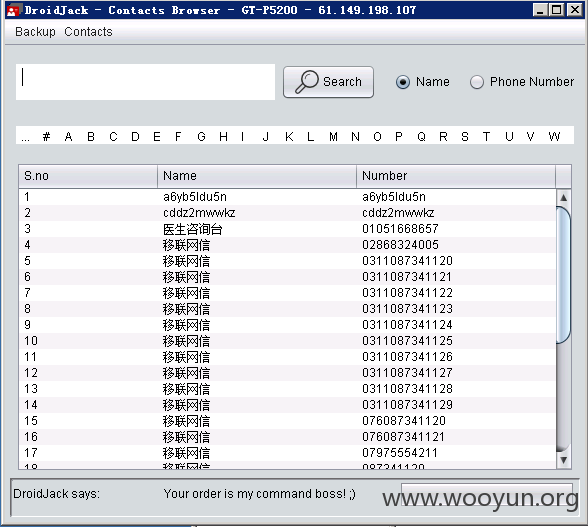 DroidJack - Contacts Browser - GT-P5200 - 61.149.198.107
Backup Contacts
Search Name Phone Number
... # A B C D E F G H I J K L M N O P Q R S T U V W
S.no Name Number
1 a6yb5ldu5n a6yb5ldu5n
2 cddz2mwwkz cddz2mwwkz
3 医生咨询台 01051668657
4 移联网信 02868324005
5 移联网信 0311087341120
6 移联网信 0311087341121
7 移联网信 0311087341122
8 移联网信 0311087341123
9 移联网信 0311087341124
10 移联网信 0311087341125
11 移联网信 0311087341126
12 移联网信 0311087341127
13 移联网信 0311087341128
14 移联网信 0311087341129
15 移联网信 076087341120
16 移联网信 076087341121
17 移联网信 07975554211
18 移联网信 087341120
DroidJack says: Your order is my command boss! ;)
www.wooyun.org